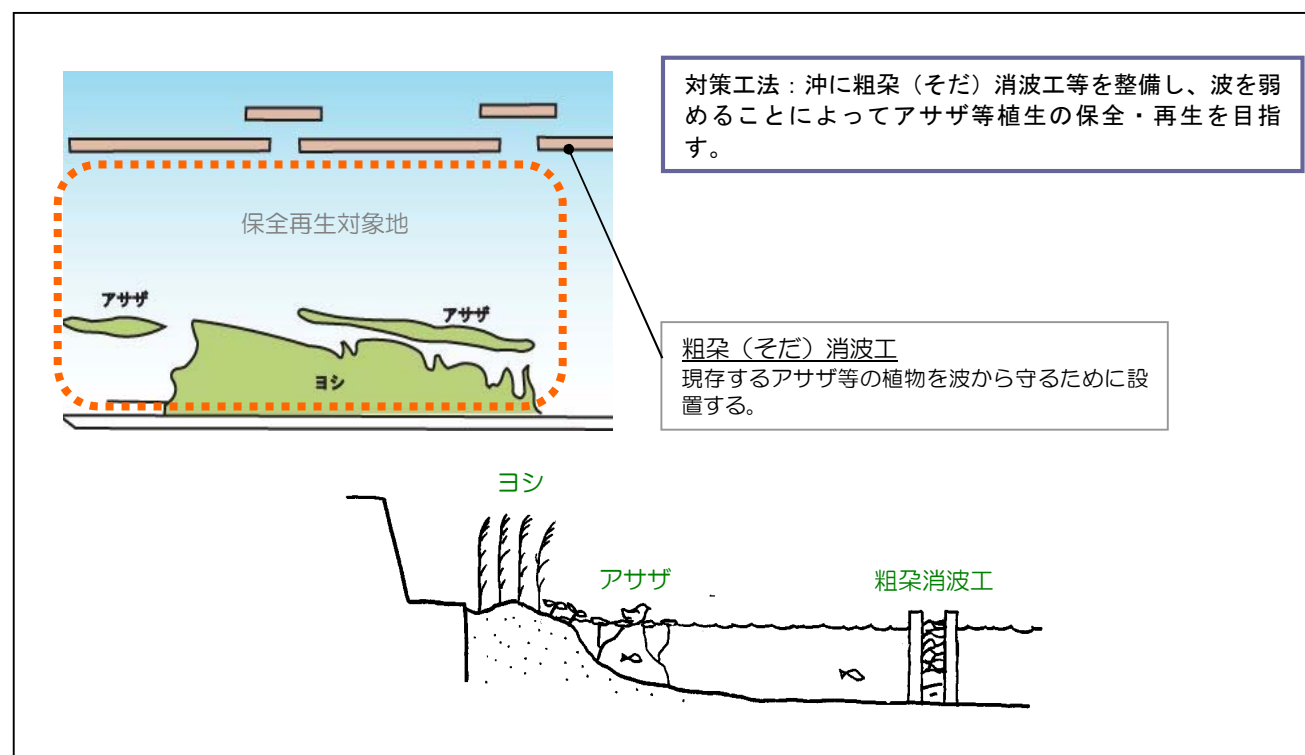 対策工法：沖に粗朶（そだ）消波工等を整備し、波を弱
めることによってアサザ等植生の保全・再生を目指
す。
保全再生対象地
アサザ
アサザ
ヨシ
粗朶（そだ）消波工
現存するアサザ等の植物を波から守るために設
置する。
ヨシ
アサザ
粗朶消波工